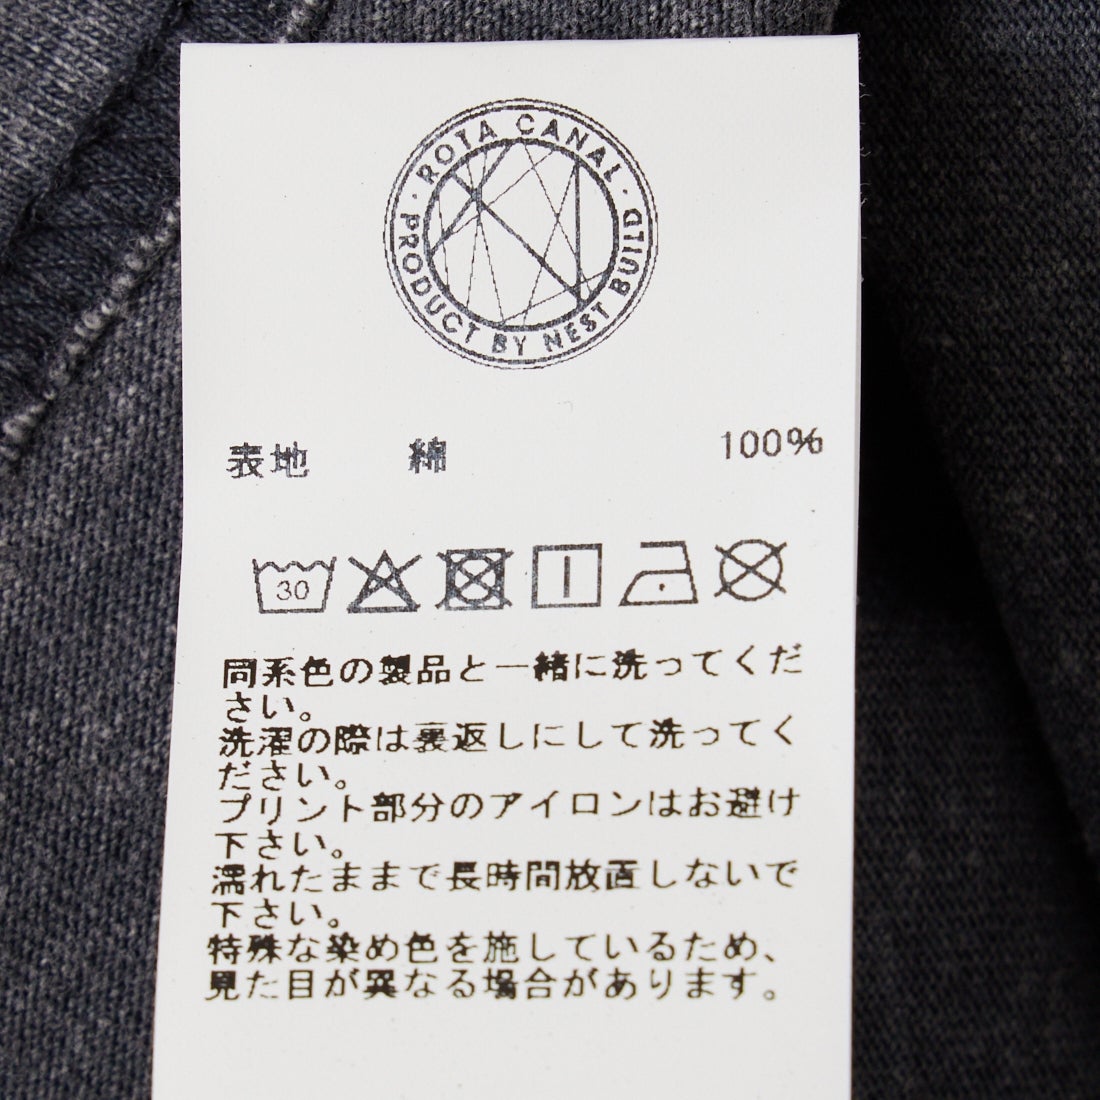 ROTA CANAL
PRODUCT BY NEST BUILD
表地 綿 100%
30
同系色の製品と一緒に洗ってくだ
さい。
洗濯の際は裏返しにして洗ってく
ださい。
プリント部分のアイロンはお避け
下さい。
濡れたままで長時間放置しないで
下さい。
特殊な染め色を施しているため、
見た目が異なる場合があります。